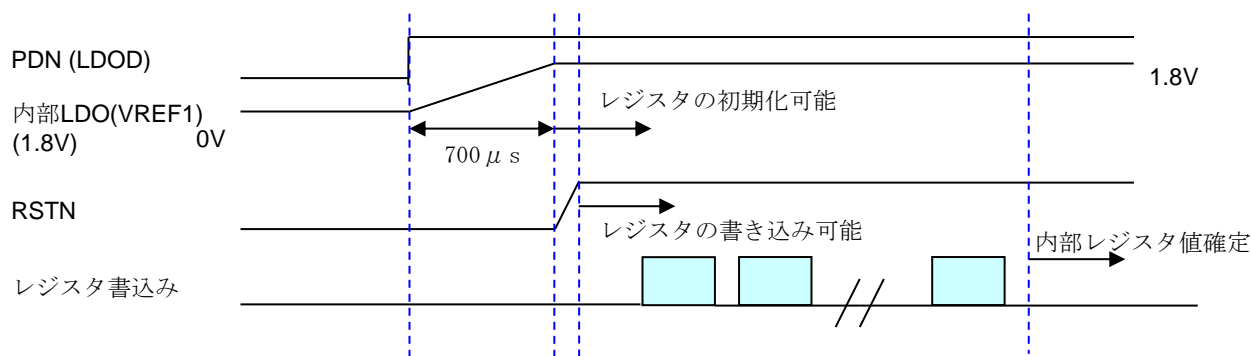 PDN (LDOD)
1.8V
内部LDO(VREF1)
(1.8V)
0V
レジスタの初期化可能
700μs
RSTN
レジスタの書き込み可能
内部レジスタ値確定
レジスタ書込み